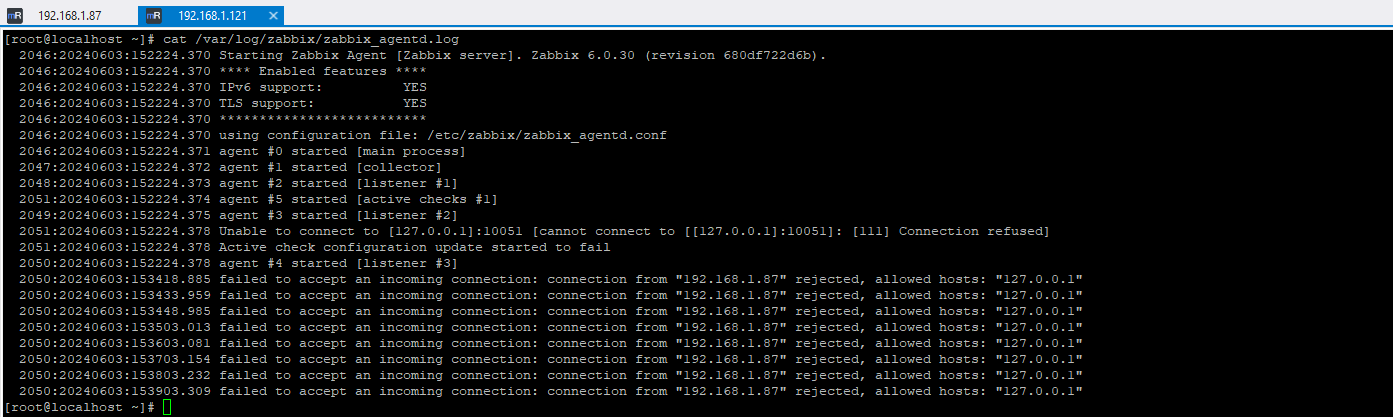 mR 192.168.1.87 mR 192.168.1.121 ×
[root@localhost ~]# cat /var/log/zabbix/zabbix_agentd.log
2046:20240603:152224.370 Starting Zabbix Agent [Zabbix server]. Zabbix 6.0.30 (revision 680df722d6b).
2046:20240603:152224.370 **** Enabled features ****
2046:20240603:152224.370 IPv6 support:           YES
2046:20240603:152224.370 TLS support:            YES
2046:20240603:152224.370 **************************
2046:20240603:152224.370 using configuration file: /etc/zabbix/zabbix_agentd.conf
2046:20240603:152224.371 agent #0 started [main process]
2047:20240603:152224.372 agent #1 started [collector]
2048:20240603:152224.373 agent #2 started [listener #1]
2051:20240603:152224.374 agent #5 started [active checks #1]
2049:20240603:152224.375 agent #3 started [listener #2]
2051:20240603:152224.378 Unable to connect to [127.0.0.1]:10051 [cannot connect to [[127.0.0.1]:10051]: [111] Connection refused]
2051:20240603:152224.378 Active check configuration update started to fail
2050:20240603:152224.378 agent #4 started [listener #3]
2050:20240603:153418.885 failed to accept an incoming connection: connection from "192.168.1.87" rejected, allowed hosts: "127.0.0.1"
2050:20240603:153433.959 failed to accept an incoming connection: connection from "192.168.1.87" rejected, allowed hosts: "127.0.0.1"
2050:20240603:153448.985 failed to accept an incoming connection: connection from "192.168.1.87" rejected, allowed hosts: "127.0.0.1"
2050:20240603:153503.013 failed to accept an incoming connection: connection from "192.168.1.87" rejected, allowed hosts: "127.0.0.1"
2050:20240603:153603.081 failed to accept an incoming connection: connection from "192.168.1.87" rejected, allowed hosts: "127.0.0.1"
2050:20240603:153703.154 failed to accept an incoming connection: connection from "192.168.1.87" rejected, allowed hosts: "127.0.0.1"
2050:20240603:153803.232 failed to accept an incoming connection: connection from "192.168.1.87" rejected, allowed hosts: "127.0.0.1"
2050:20240603:153903.309 failed to accept an incoming connection: connection from "192.168.1.87" rejected, allowed hosts: "127.0.0.1"
[root@localhost ~]#